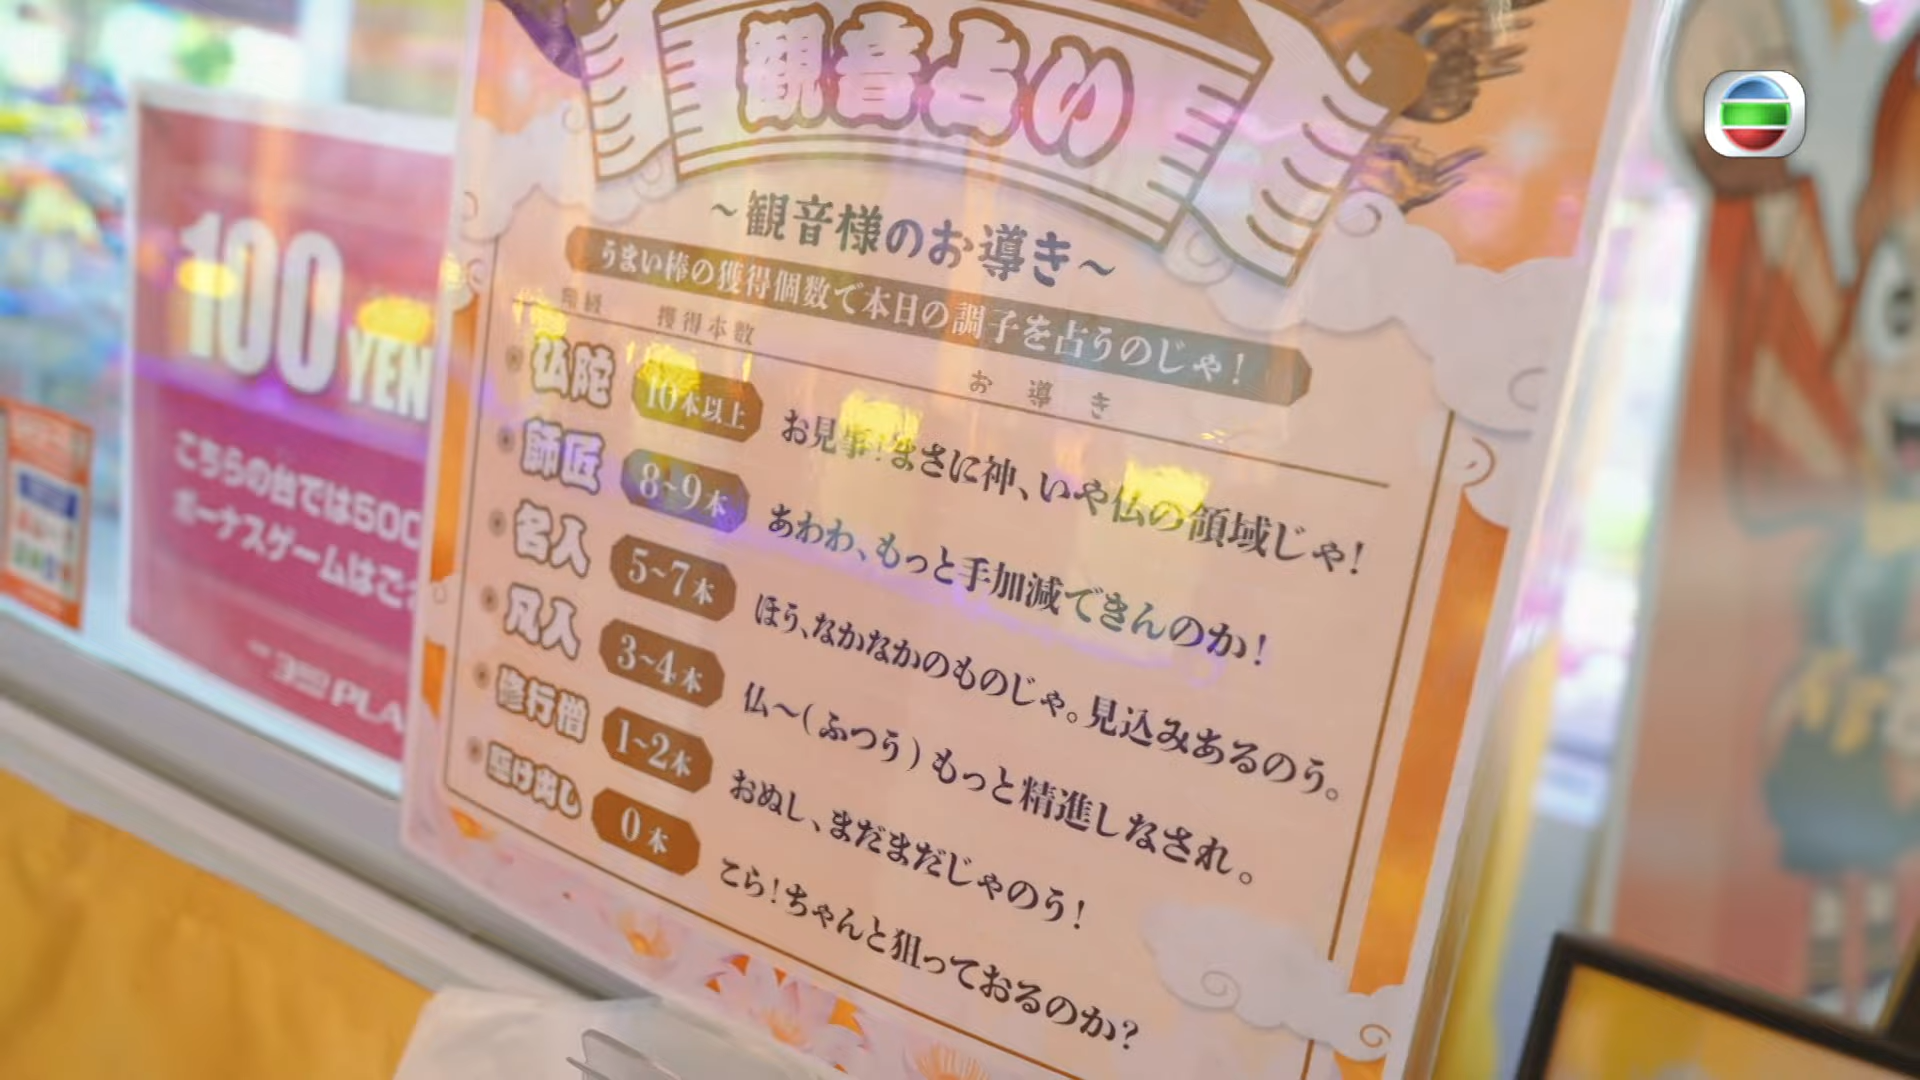 観音占い
～観音様のお導き～
うまい棒の獲得個数で本日の調子を占うのじゃ！
階級 獲得本数 お導き
仏陀 10本以上 お見事！まさに神、いや仏の領域じゃ！
師匠 8~9本 あわわ、もっと手加減できんのか！
名人 5~7本 ほう、なかなかのものじゃ。見込みあるのう。
凡人 3~4本 仏～（ふつう）もっと精進しなされ。
修行僧 1~2本 おぬし、まだまだじゃのう！
駆け出し 0本 こら！ちゃんと狙っておるのか？
100 YEN
こちらの台では500
ボーナスゲームはご